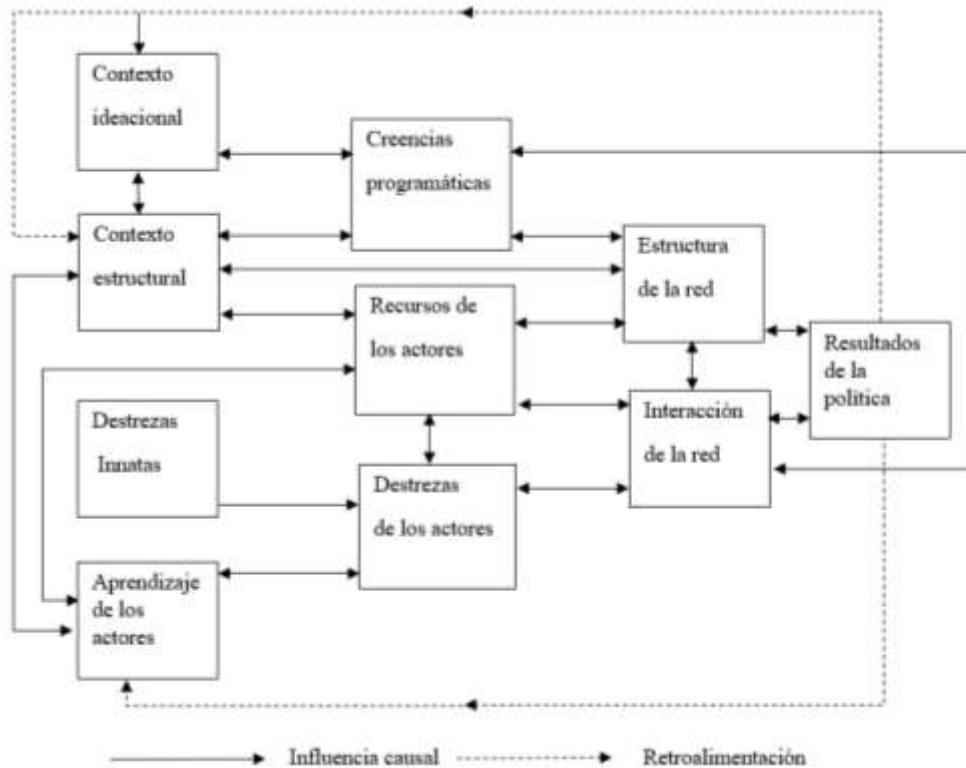 Contexto
ideacional
Creencias
programáticas
Contexto
estructural
Estructura
de la red
Recursos de
los actores
Resultados
de la
política
Destrezas
Innatas
Interacción
de la red
Destrezas
de los actores
Aprendizaje
de los
actores
Influencia causal
Retroalimentación